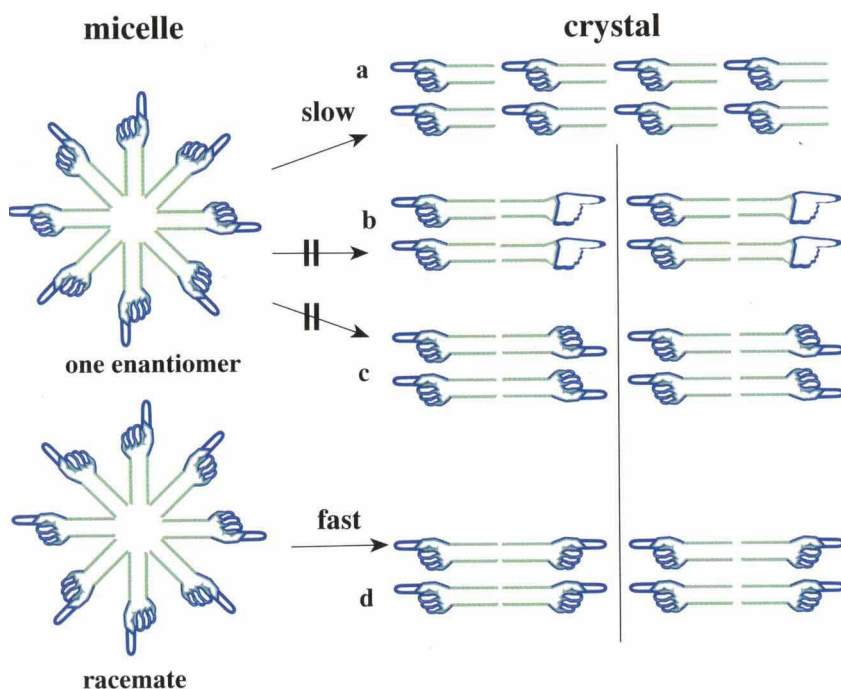 micelle
crystal
a
slow
b
one enantiomer
c
fast
d
racemate